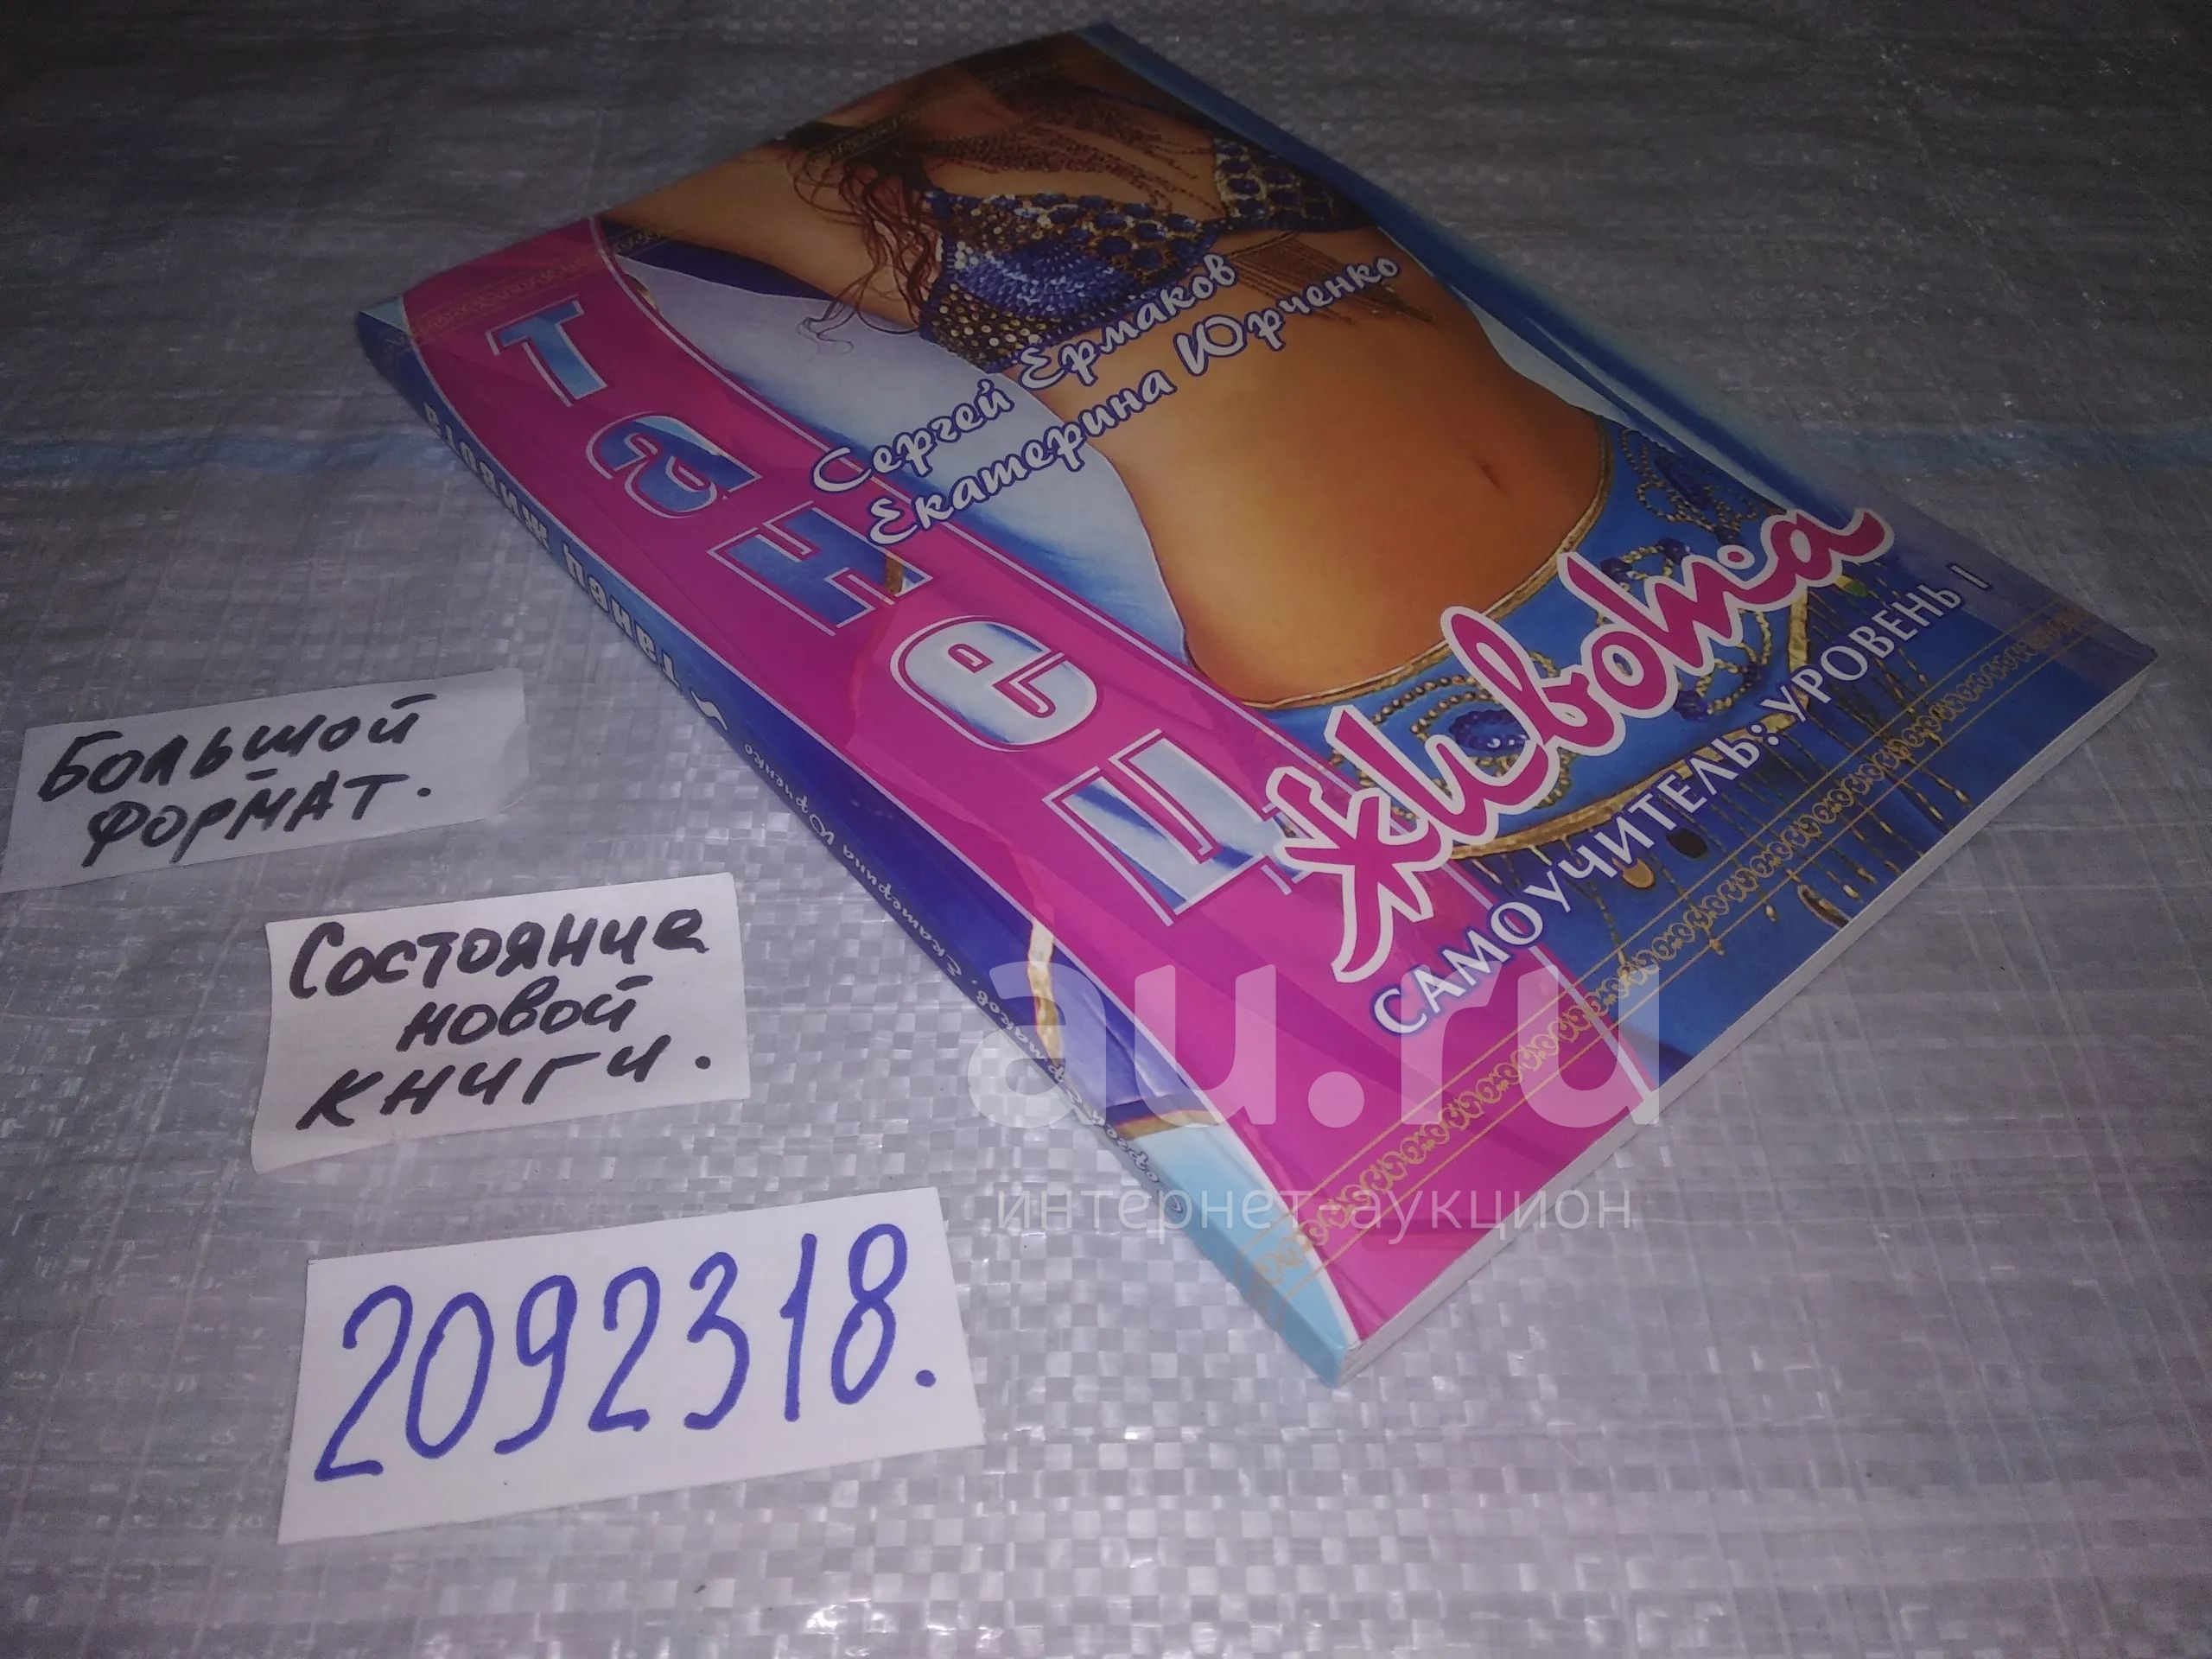 Сергей Ермаков
Екатерина Юрченко
танец
живота
САМОУЧИТЕЛЬ: УРОВЕНЬ 1
Сергей Ермаков, Екатерина Юрченко ~ танец живота
БОЛЬШОЙ
ФОРМАТ.
СОСТОЯНИЕ
НОВОЙ
КНИГИ.
2092318.
au.ru
интернет-аукцион